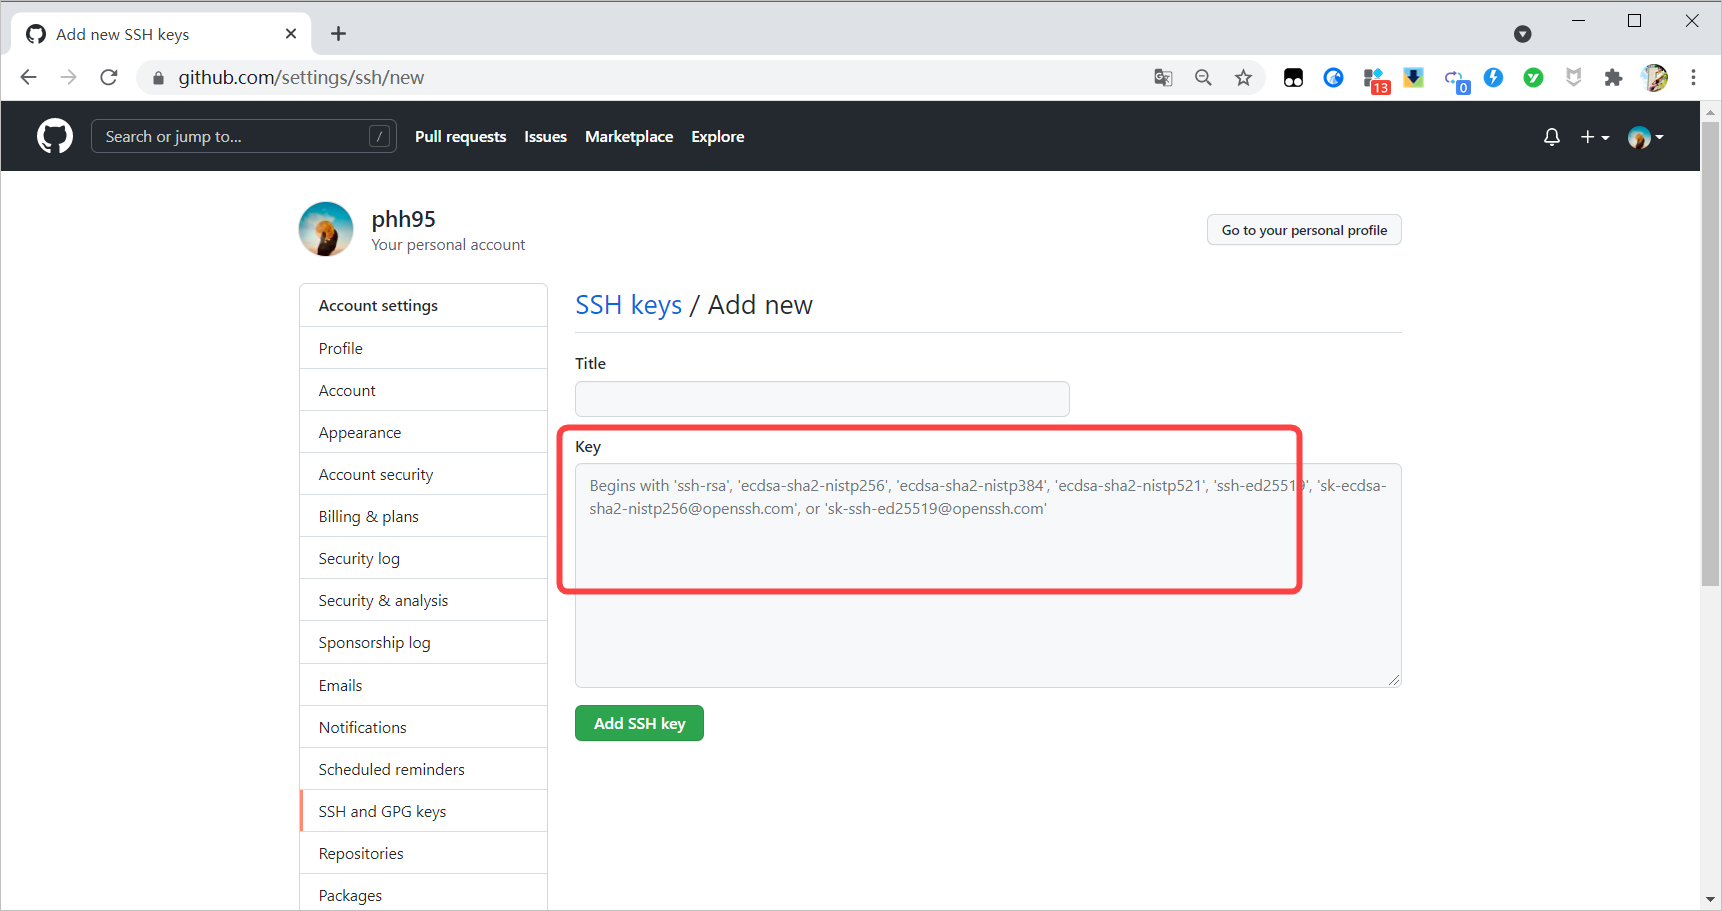 Add new SSH keys
github.com/settings/ssh/new
13
0
Search or jump to...
/
Pull requests
Issues
Marketplace
Explore
phh95
Your personal account
Go to your personal profile
Account settings
Profile
Account
Appearance
Account security
Billing & plans
Security log
Security & analysis
Sponsorship log
Emails
Notifications
Scheduled reminders
SSH and GPG keys
Repositories
Packages
SSH keys / Add new
Title
Key
Begins with 'ssh-rsa', 'ecdsa-sha2-nistp256', 'ecdsa-sha2-nistp384', 'ecdsa-sha2-nistp521', 'ssh-ed25519', 'sk-ecdsa-
sha2-nistp256@openssh.com', or 'sk-ssh-ed25519@openssh.com'
Add SSH key